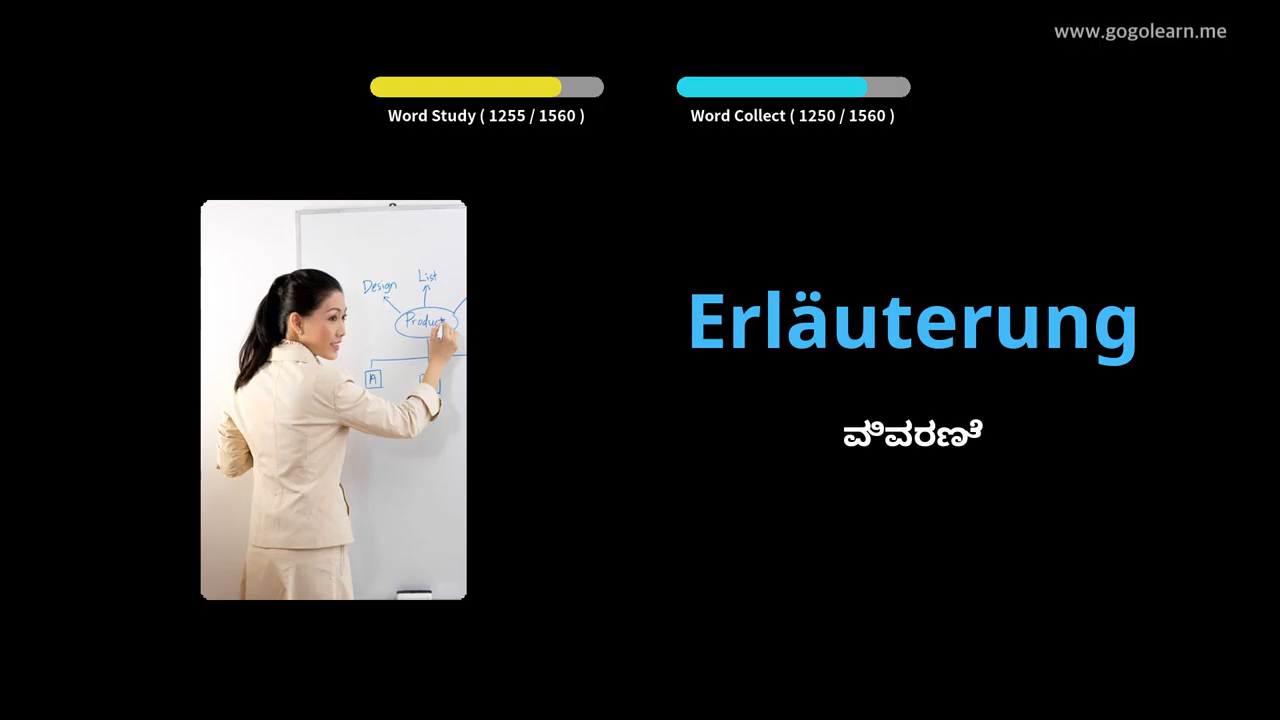 www.gogolearn.me
Word Study ( 1255 / 1560 )
Word Collect ( 1250 / 1560 )
List
Design
Product
A
Erläuterung
ವಿವರಣೆ